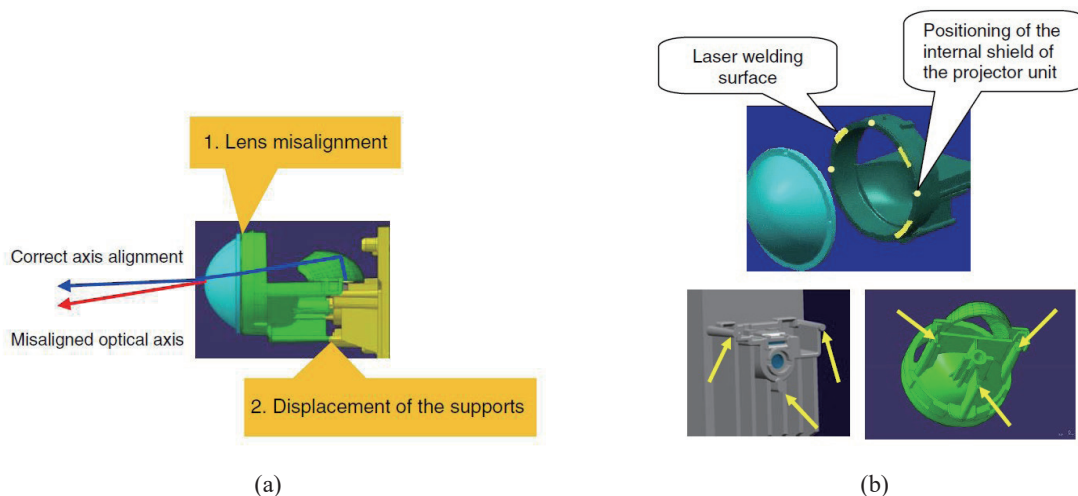 1. Lens misalignment
Correct axis alignment
Misaligned optical axis
2. Displacement of the supports
(a)
Laser welding
surface
Positioning of the
internal shield of
the projector unit
(b)